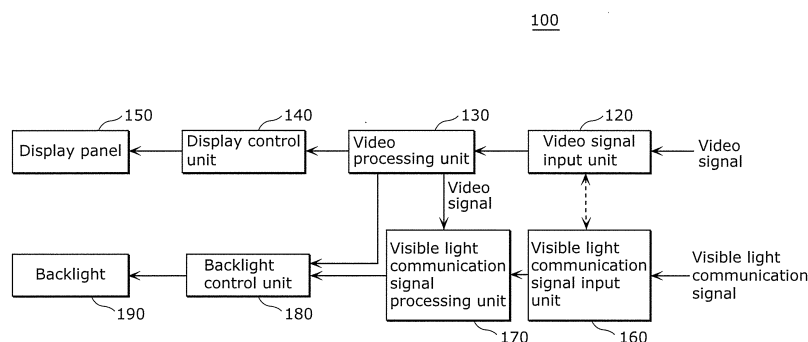 100
150
140
130
120
Display panel
Display control
unit
Video
processing unit
Video signal
input unit
Video
signal
Video
signal
Backlight
Backlight
control unit
Visible light
communication
signal
processing unit
Visible light
communication
signal input
unit
Visible light
communication
signal
190
180
170
160